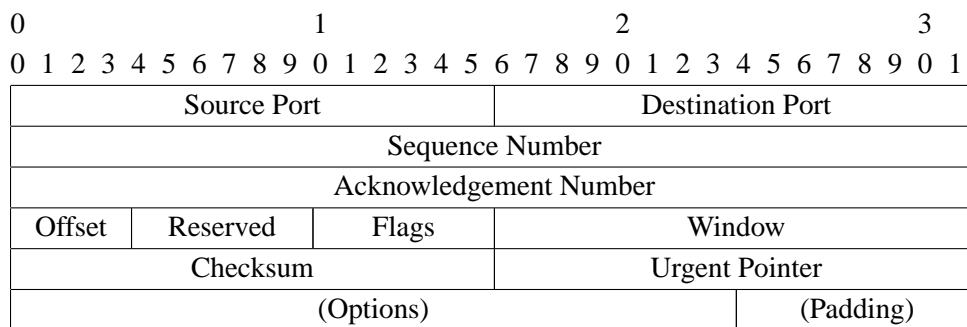 0 1 2 3
0 1 2 3 4 5 6 7 8 9 0 1 2 3 4 5 6 7 8 9 0 1 2 3 4 5 6 7 8 9 0 1
Source Port Destination Port
Sequence Number
Acknowledgement Number
Offset Reserved Flags Window
Checksum Urgent Pointer
(Options) (Padding)